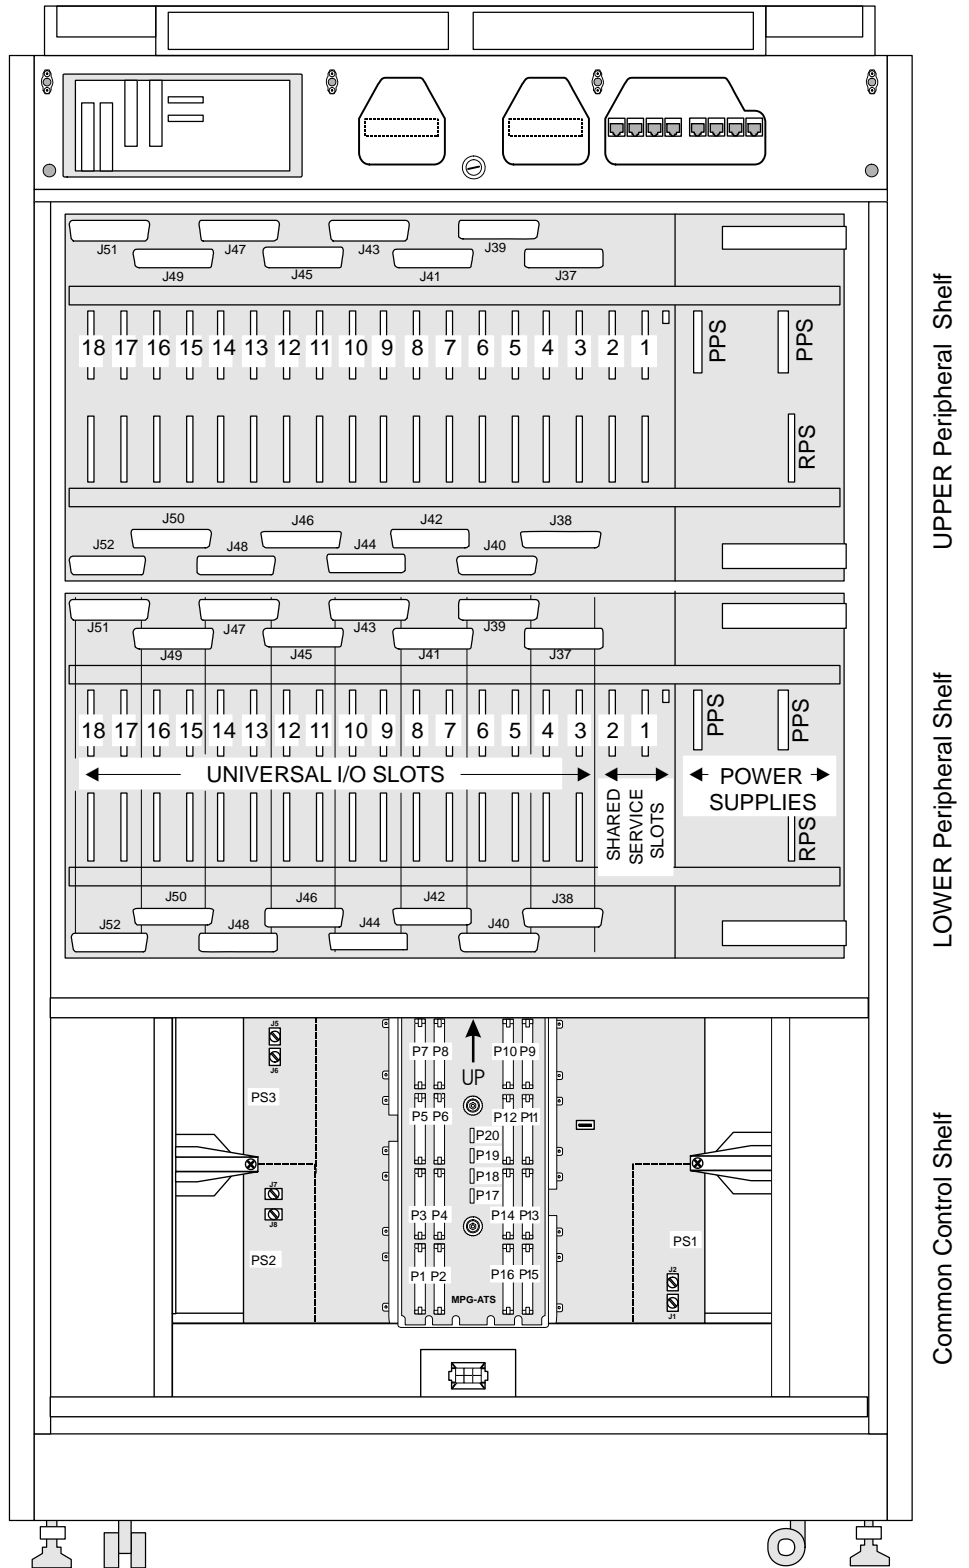 J51 J47 J43 J39
J49 J45 J41 J37
18 17 16 15 14 13 12 11 10 9 8 7 6 5 4 3 2 1
PPS
PPS
RPS
J50 J46 J42 J38
J52 J48 J44 J40
UPPER Peripheral Shelf
J51 J47 J43 J39
J49 J45 J41 J37
18 17 16 15 14 13 12 11 10 9 8 7 6 5 4 3 2 1
PPS
PPS
UNIVERSAL I/O SLOTS
SHARED
SERVICE
SLOTS
POWER
SUPPLIES
RPS
J50 J46 J42 J38
J52 J48 J44 J40
LOWER Peripheral Shelf
J5
J6
PS3
J7
J8
PS2
P7 P8
P10 P9
UP
P5 P6
P12 P11
P20
P19
P18
P17
P3 P4
P14 P13
P1 P2
P16 P15
MPG-ATS
PS1
J2
J1
Common Control Shelf